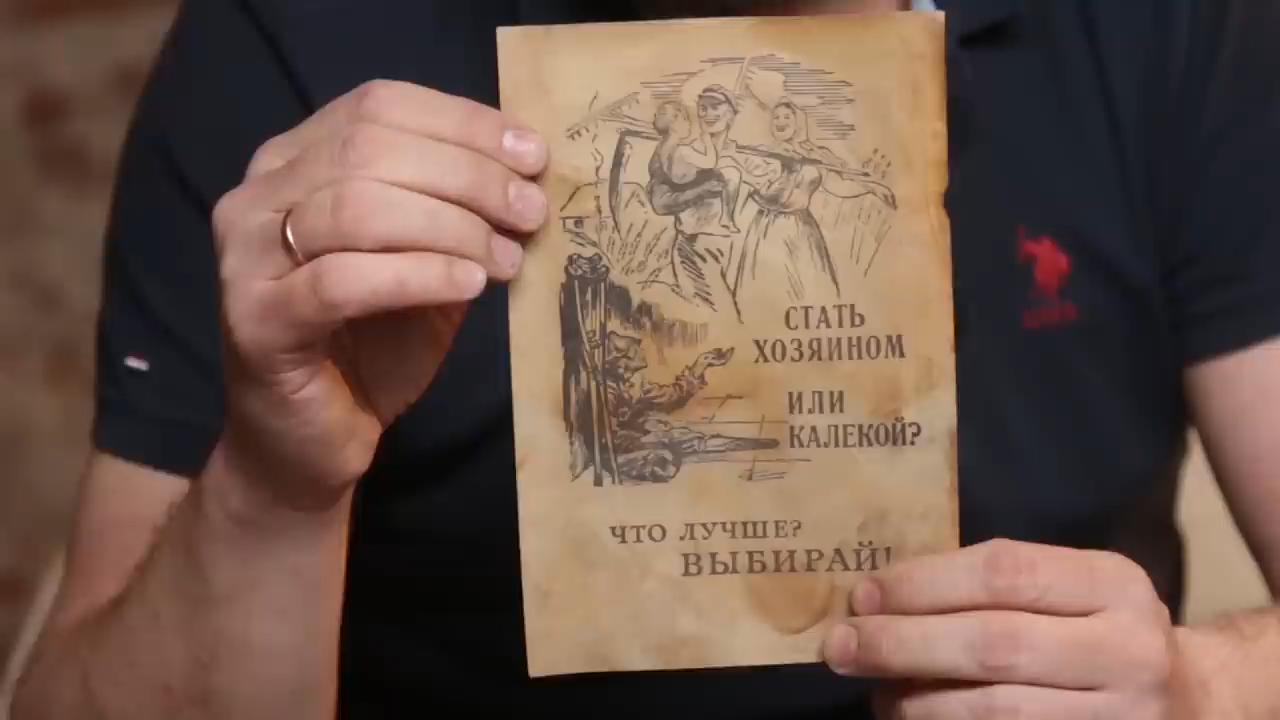 СТАТЬ
ХОЗЯИНОМ
ИЛИ
КАЛЕКОЙ?
ЧТО ЛУЧШЕ?
ВЫБИРАЙ!